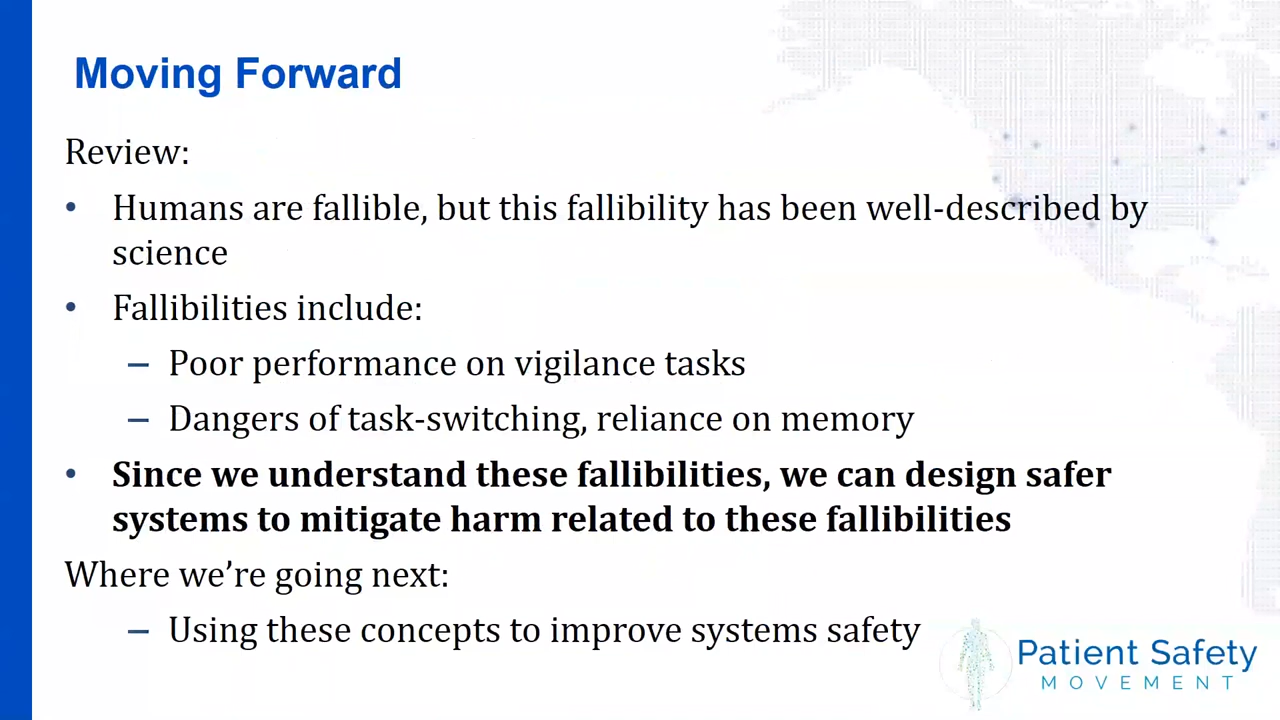 Moving Forward
Review:
• Humans are fallible, but this fallibility has been well-described by
science
• Fallibilities include:
– Poor performance on vigilance tasks
– Dangers of task-switching, reliance on memory
• Since we understand these fallibilities, we can design safer
systems to mitigate harm related to these fallibilities
Where we’re going next:
– Using these concepts to improve systems safety
Patient Safety
MOVEMENT